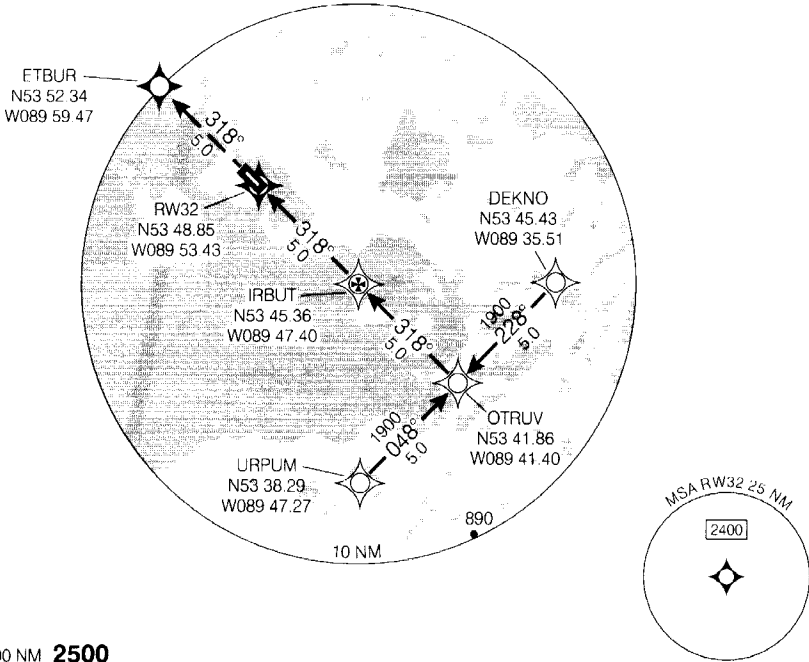 ETBUR
N53 52.34
W089 59.47
318°
5.0
RW32
N53 48.85
W089 53.43
318°
5.0
DEKNO
N53 45.43
W089 35.51
IRBUT
N53 45.36
W089 47.40
318°
5.0
1900
228°
5.0
OTRUV
N53 41.86
W089 41.40
1900
048°
5.0
URPUM
N53 38.29
W089 47.27
890
10 NM
MSA RW32 25 NM
2400
NM 2500